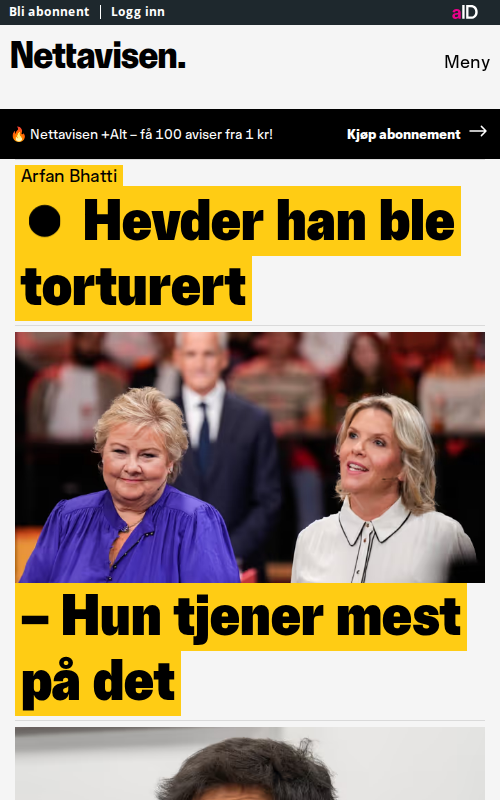 Bli abonnent | Logg inn
aID
Nettavisen.
Meny
🔥 Nettavisen +Alt – få 100 aviser fra 1 kr!
Kjøp abonnement →
Arfan Bhatti
● Hevder han ble
torturert
– Hun tjener mest
på det